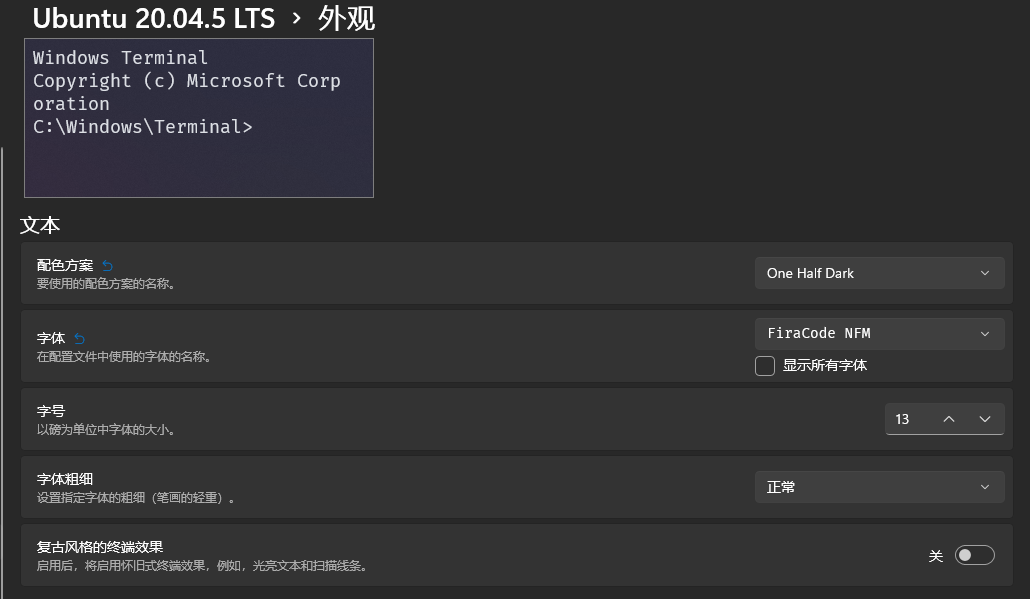 Ubuntu 20.04.5 LTS › 外观
Windows Terminal
Copyright (c) Microsoft Corp
oration
C:\Windows\Terminal>
文本
配色方案
要使用的配色方案的名称。
One Half Dark
字体
在配置文件中使用的字体的名称。
FiraCode NFM
显示所有字体
字号
以磅为单位中字体的大小。
13
字体粗细
设置指定字体的粗细（笔画的轻重）。
正常
复古风格的终端效果
启用后，将启用怀旧式终端效果，例如，光亮文本和扫描线条。
关